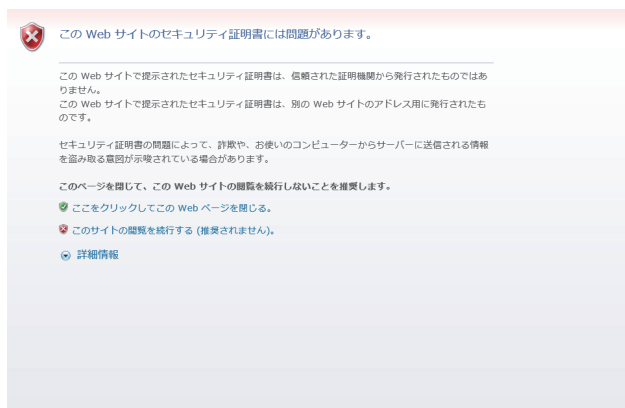 この Web サイトのセキュリティ証明書には問題があります。
この Web サイトで提示されたセキュリティ証明書は、信頼された証明機関から発行されたものではあ
りません。
この Web サイトで提示されたセキュリティ証明書は、別の Web サイトのアドレス用に発行されたも
のです。
セキュリティ証明書の問題によって、詐欺や、お使いのコンピューターからサーバーに送信される情報
を盗み取る意図が示唆されている場合があります。
このページを閉じて、この Web サイトの閲覧を続行しないことを推奨します。
ここをクリックしてこの Web ページを閉じる。
このサイトの閲覧を続行する (推奨されません)。
詳細情報